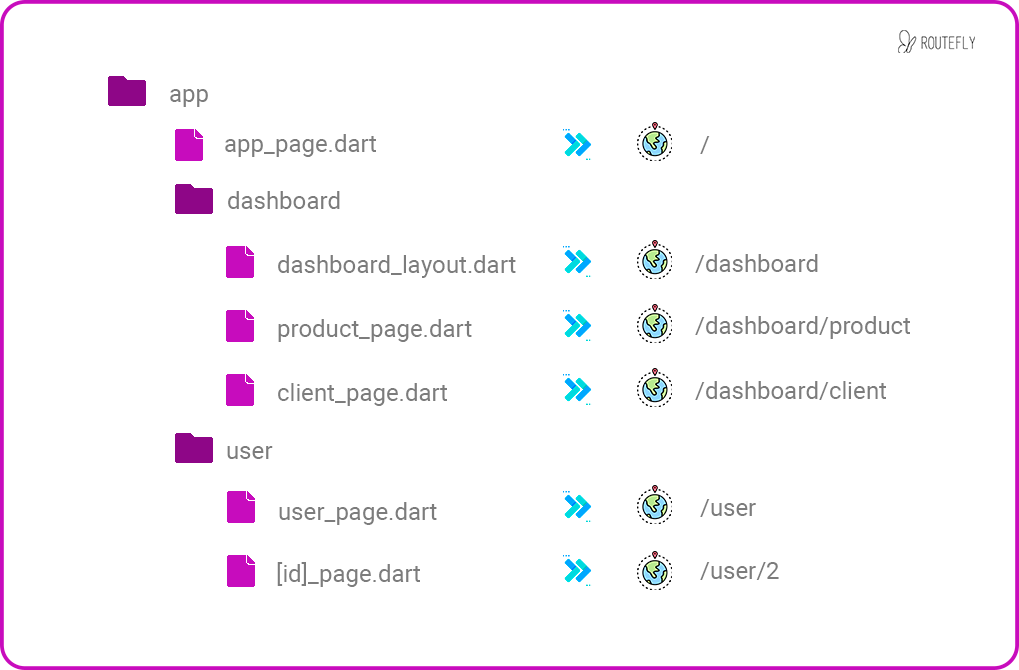 ROUTEFLY
app
app_page.dart /
dashboard
dashboard_layout.dart /dashboard
product_page.dart /dashboard/product
client_page.dart /dashboard/client
user
user_page.dart /user
[id]_page.dart /user/2